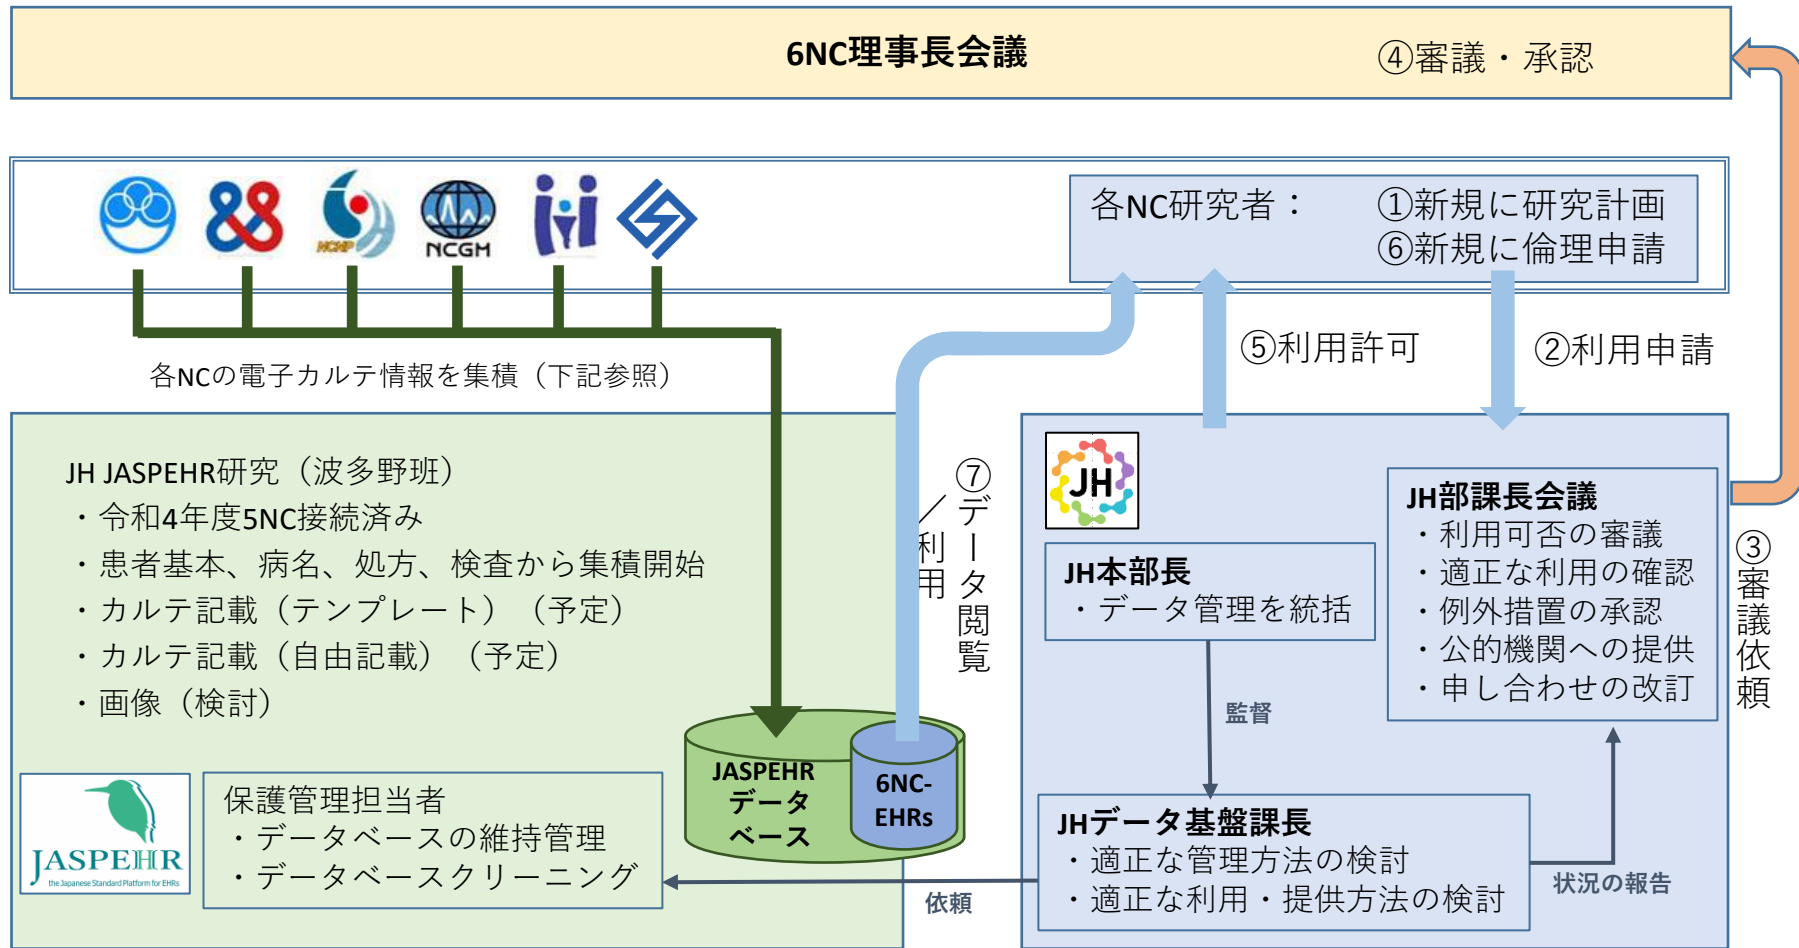 6NC理事長会議
④審議・承認
NCNP
NCGM
各NC研究者：
①新規に研究計画
⑥新規に倫理申請
⑤利用許可
②利用申請
各NCの電子カルテ情報を集積（下記参照）
JH JASPEHR研究（波多野班）
・令和4年度5NC接続済み
・患者基本、病名、処方、検査から集積開始
・カルテ記載（テンプレート）（予定）
・カルテ記載（自由記載）（予定）
・画像（検討）
⑦データ閲覧
／利用
JH
JH本部長
・データ管理を統括
JH部課長会議
・利用可否の審議
・適正な利用の確認
・例外措置の承認
・公的機関への提供
・申し合わせの改訂
③審議依頼
監督
JASPEHR
データ
ベース
6NC-
EHRs
JASPEHR
the Japanese Standard Platform for EHRs
保護管理担当者
・データベースの維持管理
・データベースクリーニング
依頼
JHデータ基盤課長
・適正な管理方法の検討
・適正な利用・提供方法の検討
状況の報告